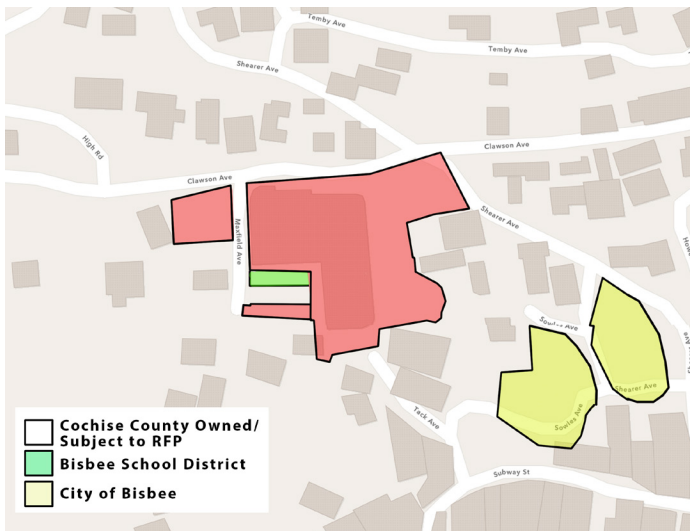 Temby Ave
Temby Ave
Shearer Ave
High Rd
Clawson Ave
Clawson Ave
Shearer Ave
Maxfield Ave
Sowles Ave
Shearer Ave
Sowles Ave
Tack Ave
Subway St
Cochise County Owned/
Subject to RFP
Bisbee School District
City of Bisbee